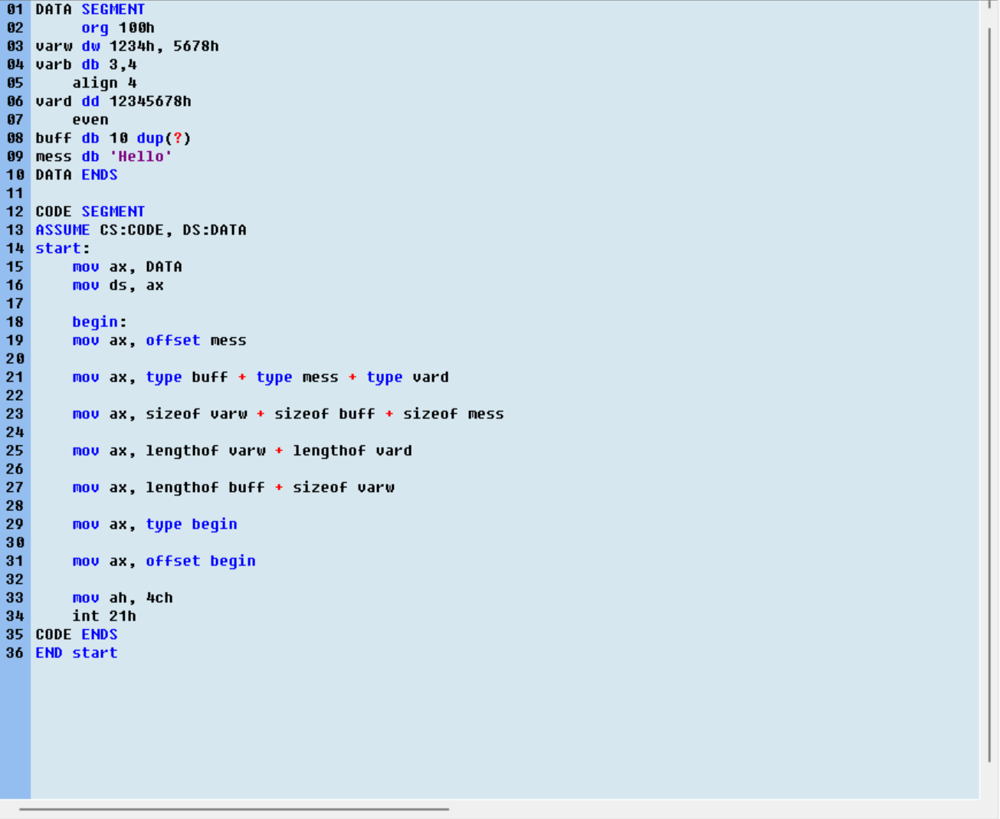 01 DATA SEGMENT
02 org 100h
03 varw dw 1234h, 5678h
04 varb db 3,4
05 align 4
06 vard dd 12345678h
07 even
08 buff db 10 dup(?)
09 mess db 'Hello'
10 DATA ENDS
11
12 CODE SEGMENT
13 ASSUME CS:CODE, DS:DATA
14 start:
15 mov ax, DATA
16 mov ds, ax
17
18 begin:
19 mov ax, offset mess
20
21 mov ax, type buff + type mess + type vard
22
23 mov ax, sizeof varw + sizeof buff + sizeof mess
24
25 mov ax, lengthof varw + lengthof vard
26
27 mov ax, lengthof buff + sizeof varw
28
29 mov ax, type begin
30
31 mov ax, offset begin
32
33 mov ah, 4ch
34 int 21h
35 CODE ENDS
36 END start